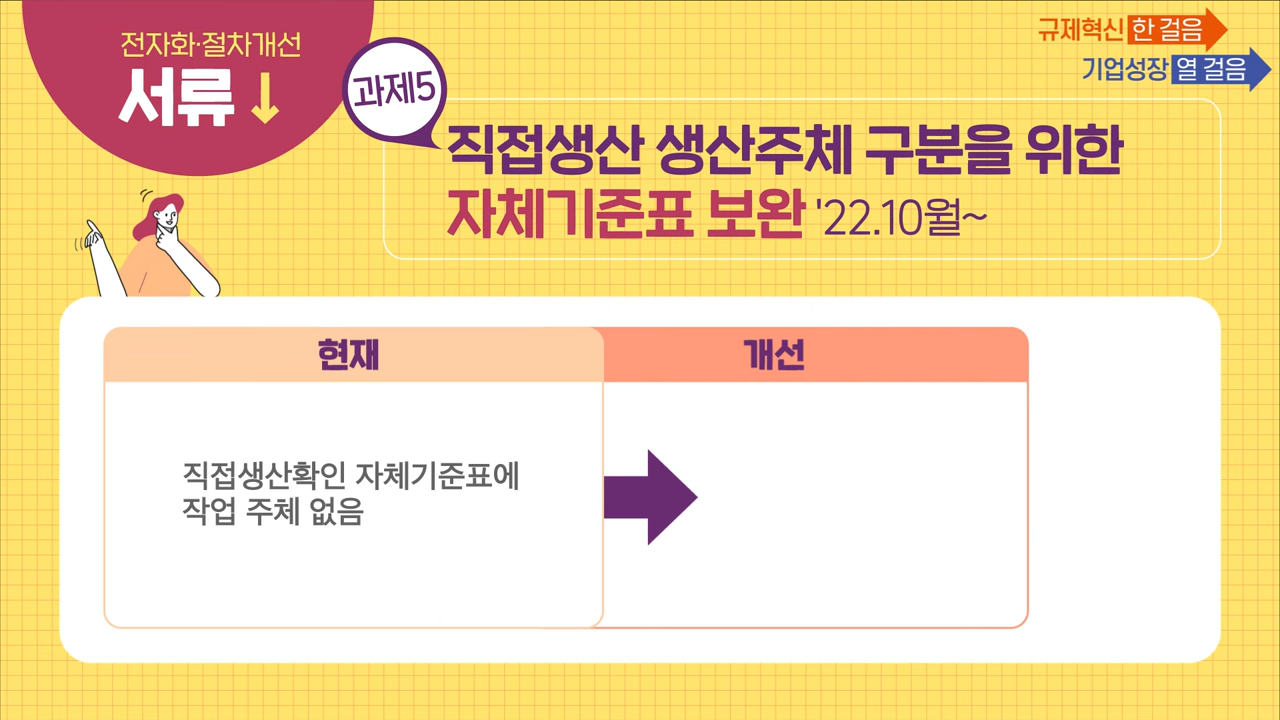 전자화·절차개선
서류↓
규제혁신 한 걸음
기업성장 열 걸음
과제5
직접생산 생산주체 구분을 위한
자체기준표 보완 '22.10월~
현재
개선
직접생산확인 자체기준표에
작업 주체 없음